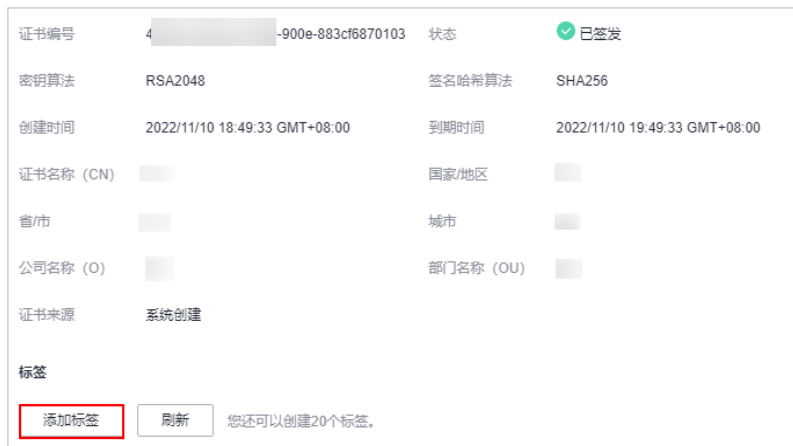 证书编号 4 -900e-883cf6870103 状态 已签发
密钥算法 RSA2048 签名哈希算法 SHA256
创建时间 2022/11/10 18:49:33 GMT+08:00 到期时间 2022/11/10 19:49:33 GMT+08:00
证书名称（CN） 国家/地区
省/市 城市
公司名称（O） 部门名称（OU）
证书来源 系统创建
标签
添加标签 刷新 您还可以创建20个标签。